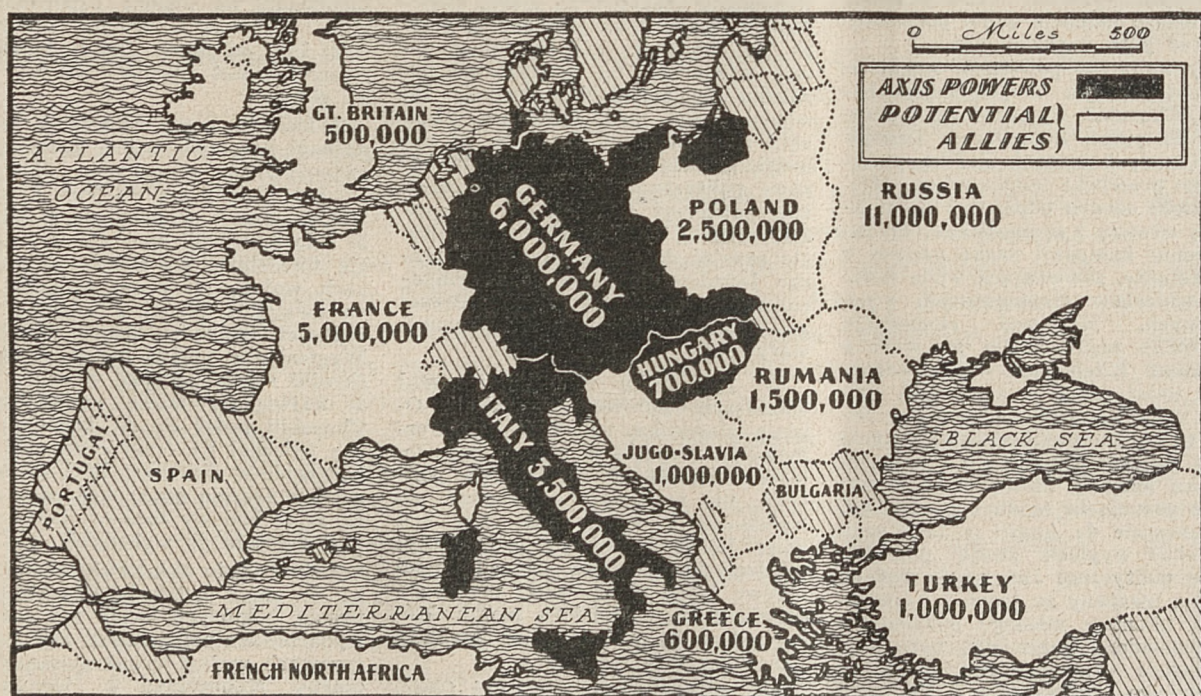 0 Miles 500
AXIS POWERS
POTENTIAL
ALLIES
GT. BRITAIN
500,000
ATLANTIC
OCEAN
RUSSIA
11,000,000
POLAND
2,500,000
GERMANY
6,000,000
FRANCE
5,000,000
HUNGARY
700,000
RUMANIA
1,500,000
ITALY 3,500,000
BLACK SEA
JUGO-SLAVIA
1,000,000
PORTUGAL
SPAIN
BULGARIA
TURKEY
1,000,000
MEDITERRANEAN SEA
GREECE
600,000
FRENCH NORTH AFRICA